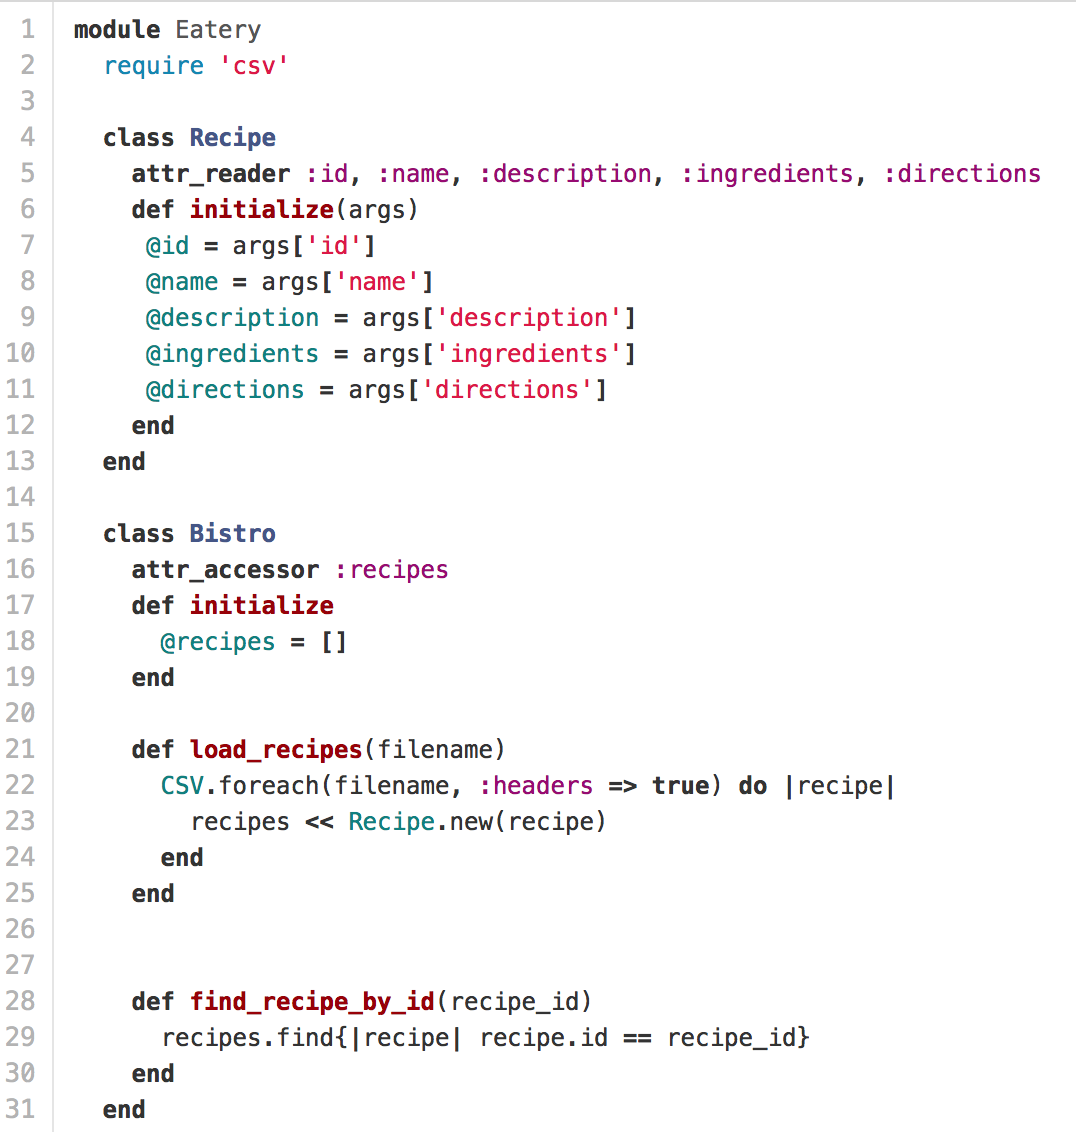 1 module Eatery
2 require 'csv'
3
4 class Recipe
5 attr_reader :id, :name, :description, :ingredients, :directions
6 def initialize(args)
7 @id = args['id']
8 @name = args['name']
9 @description = args['description']
10 @ingredients = args['ingredients']
11 @directions = args['directions']
12 end
13 end
14
15 class Bistro
16 attr_accessor :recipes
17 def initialize
18 @recipes = []
19 end
20
21 def load_recipes(filename)
22 CSV.foreach(filename, :headers => true) do |recipe|
23 recipes << Recipe.new(recipe)
24 end
25 end
26
27
28 def find_recipe_by_id(recipe_id)
29 recipes.find{|recipe| recipe.id == recipe_id}
30 end
31 end